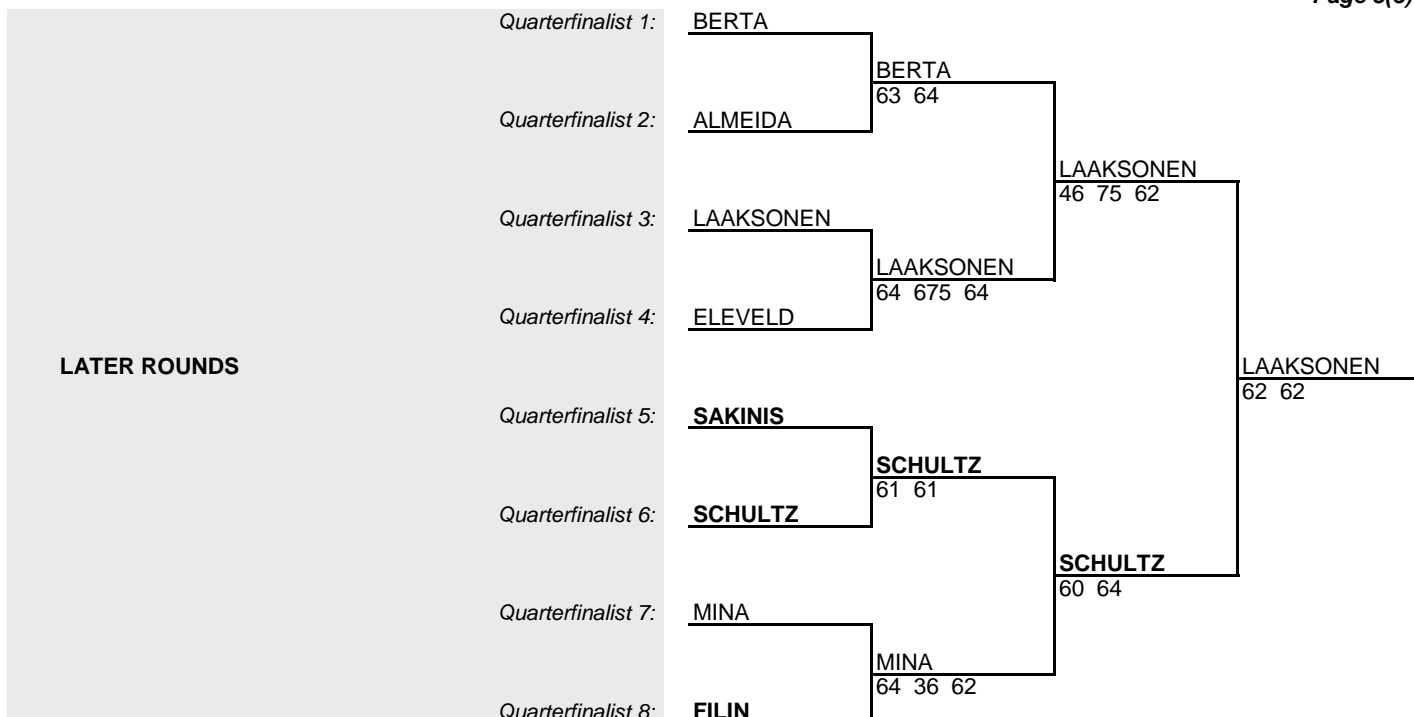 Quarterfinalist 1: BERTA
BERTA
63 64
Quarterfinalist 2: ALMEIDA
LAAKSONEN
46 75 62
Quarterfinalist 3: LAAKSONEN
LAAKSONEN
64 675 64
Quarterfinalist 4: ELEVELD
LATER ROUNDS LAAKSONEN
62 62
Quarterfinalist 5: SAKINIS
SCHULTZ
61 61
Quarterfinalist 6: SCHULTZ
SCHULTZ
60 64
Quarterfinalist 7: MINA
MINA
64 36 62
Quarterfinalist 8: FILIN